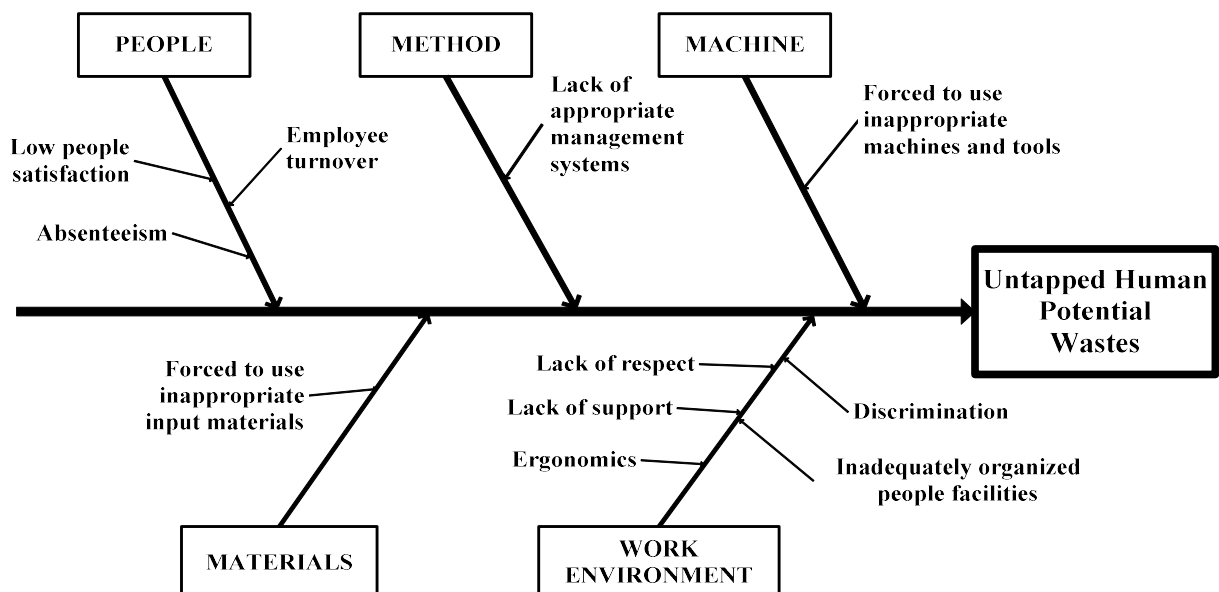 PEOPLE
METHOD
MACHINE
Low people
satisfaction
Employee
turnover
Absenteeism
Lack of
appropriate
management
systems
Forced to use
inappropriate
machines and tools
Untapped Human
Potential
Wastes
Forced to use
inappropriate
input materials
Lack of respect
Lack of support
Ergonomics
Discrimination
Inadequately organized
people facilities
MATERIALS
WORK
ENVIRONMENT